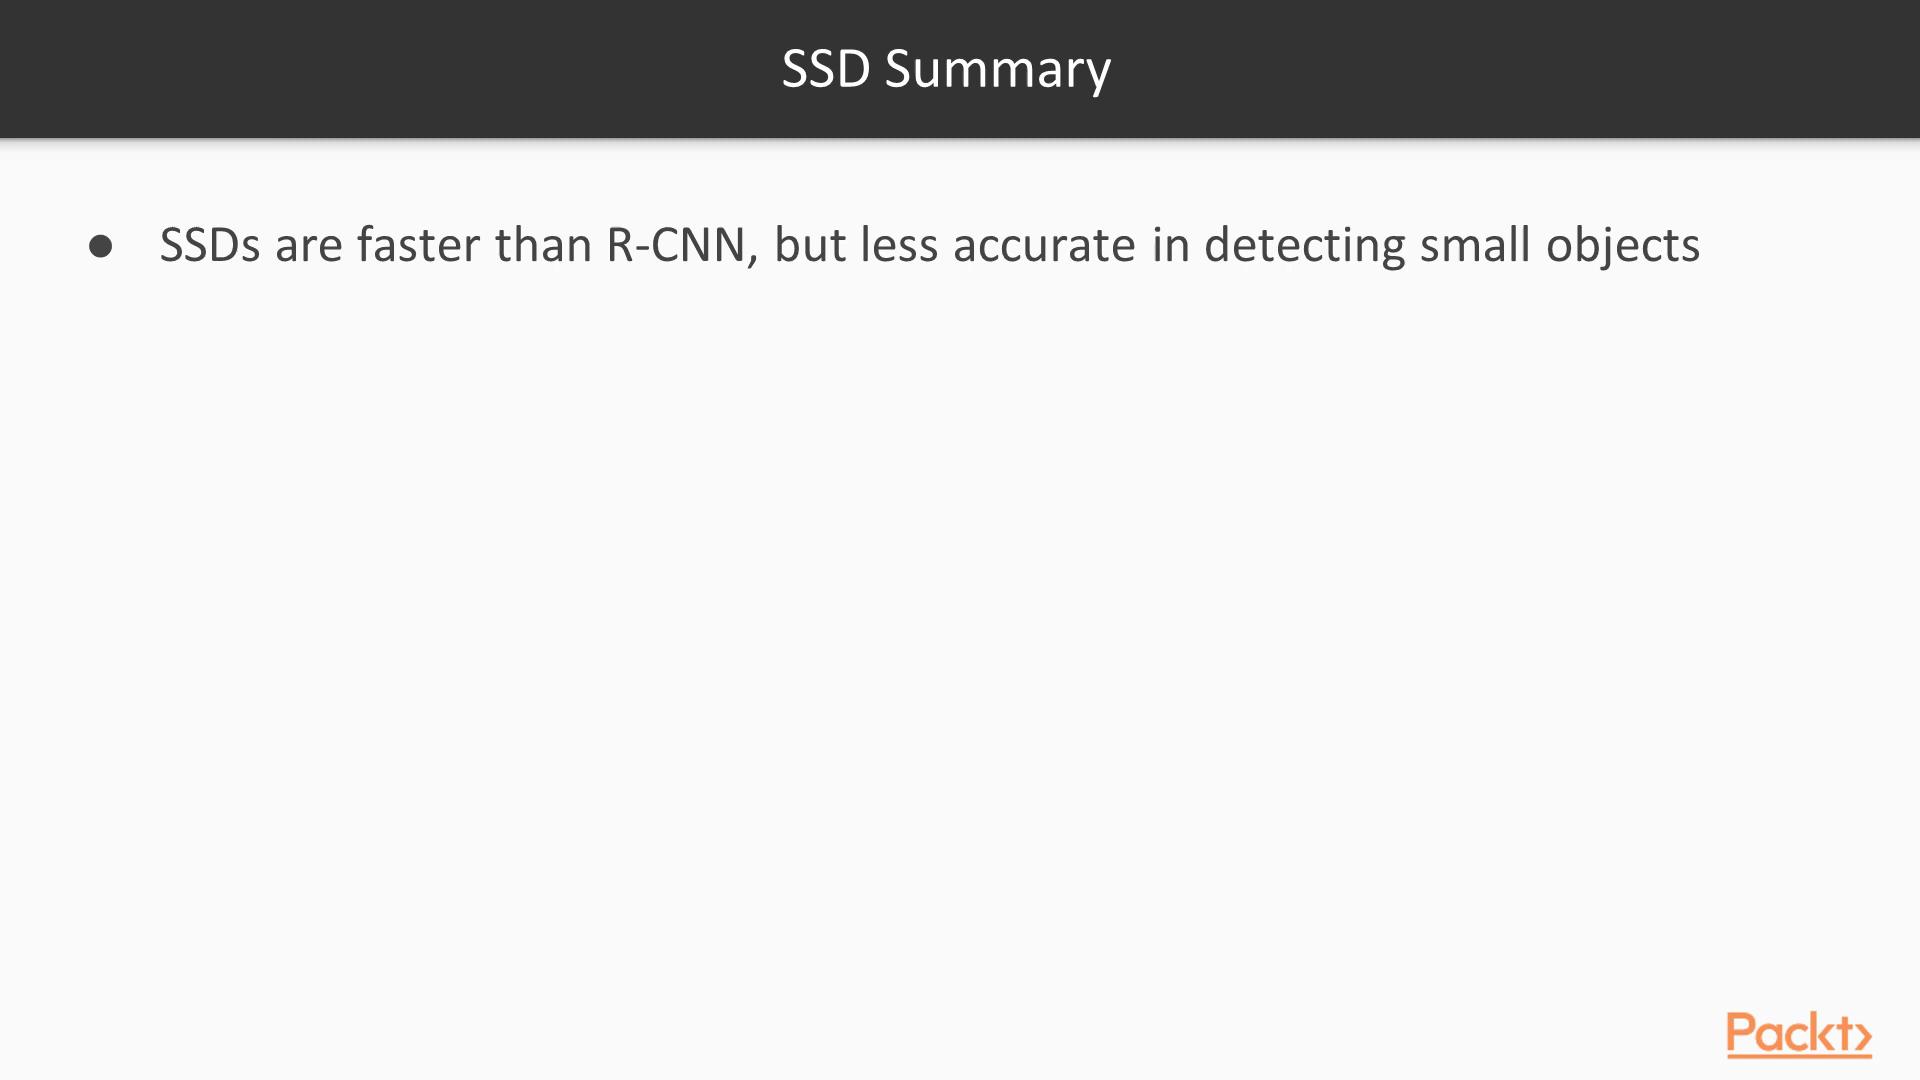 SSD Summary
● SSDs are faster than R-CNN, but less accurate in detecting small objects
Packt>